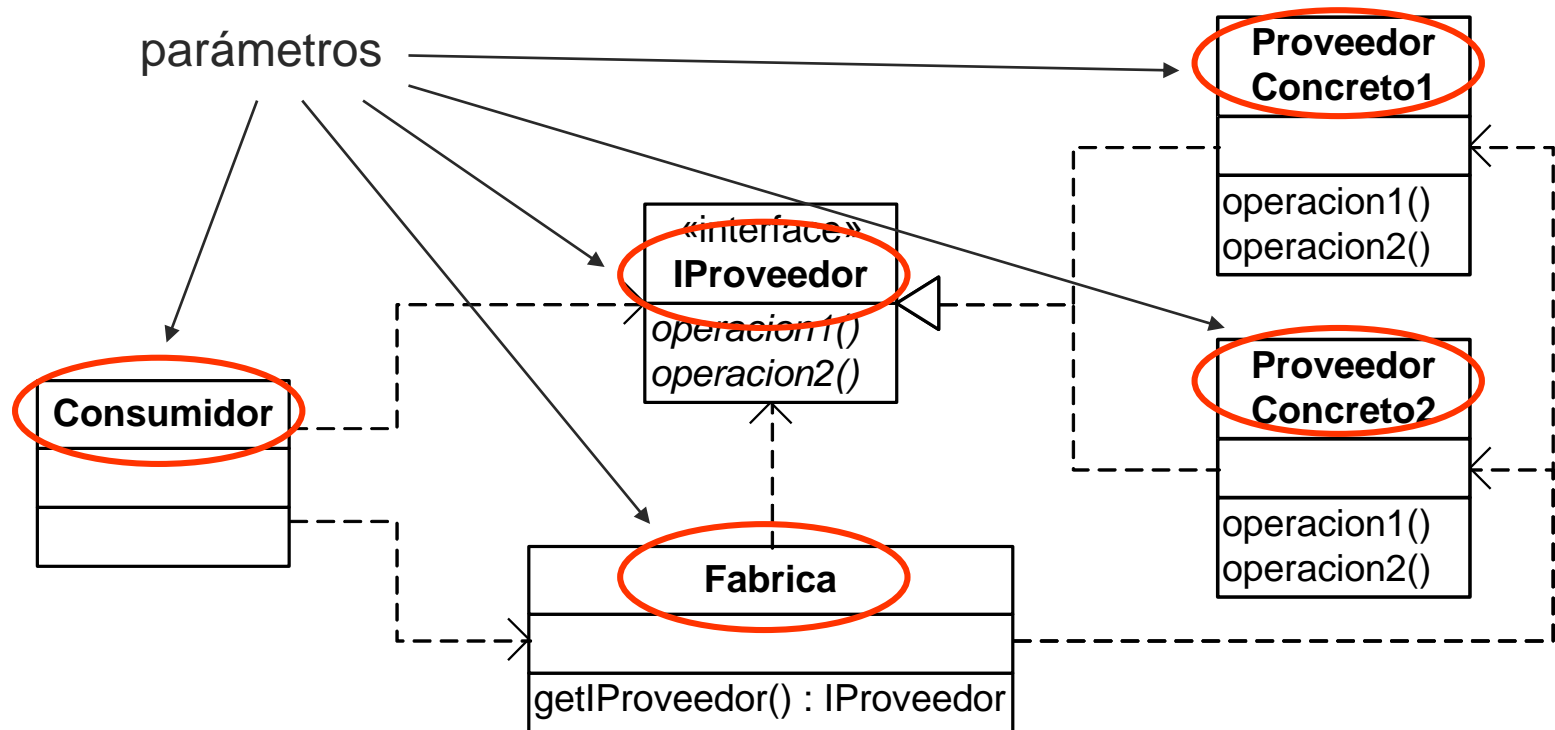 parámetros
Proveedor
Concreto1
operacion1()
operacion2()
«interface»
IProveedor
operacion1()
operacion2()
Consumidor
Proveedor
Concreto2
operacion1()
operacion2()
Fabrica
getIProveedor() : IProveedor